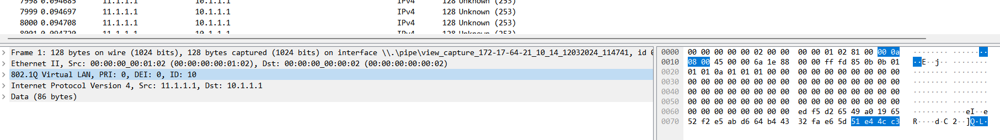 7998 0.094685 11.1.1.1 10.1.1.1 IPv4 128 Unknown (253)
7999 0.094697 11.1.1.1 10.1.1.1 IPv4 128 Unknown (253)
8000 0.094708 11.1.1.1 10.1.1.1 IPv4 128 Unknown (253)
8001 0.094720 11.1.1.1 10.1.1.1 IPv4 128 Unknown (253)
Frame 1: 128 bytes on wire (1024 bits), 128 bytes captured (1024 bits) on interface \\.\pipe\view_capture_172-17-64-21_10_14_12032024_114741, id 0
Ethernet II, Src: 00:00:00_00:01:02 (00:00:00:00:01:02), Dst: 00:00:00_00:00:02 (00:00:00:00:00:02)
802.1Q Virtual LAN, PRI: 0, DEI: 0, ID: 10
Internet Protocol Version 4, Src: 11.1.1.1, Dst: 10.1.1.1
Data (86 bytes)
0000 00 00 00 00 00 02 00 00 00 00 01 02 81 00 00 0a ········ ········
0010 08 00 45 00 00 6a 1e 88 00 00 ff fd 85 0b 0b 01 ··E··j·· ········
0020 01 01 0a 01 01 01 00 00 00 00 00 00 00 00 00 00 ········ ········
0030 00 00 00 00 00 00 00 00 00 00 00 00 00 00 00 00 ········ ········
0040 00 00 00 00 00 00 00 00 00 00 00 00 00 00 00 00 ········ ········
0050 00 00 00 00 00 00 00 00 00 00 00 00 00 00 00 00 ········ ········
0060 00 00 00 00 00 00 00 00 ed f5 d2 65 49 a0 19 65 ········ ···eI··e
0070 52 f2 e5 ab d6 64 b4 43 32 fa e6 5d 51 e4 4c c3 R····d·C 2··]Q·L·